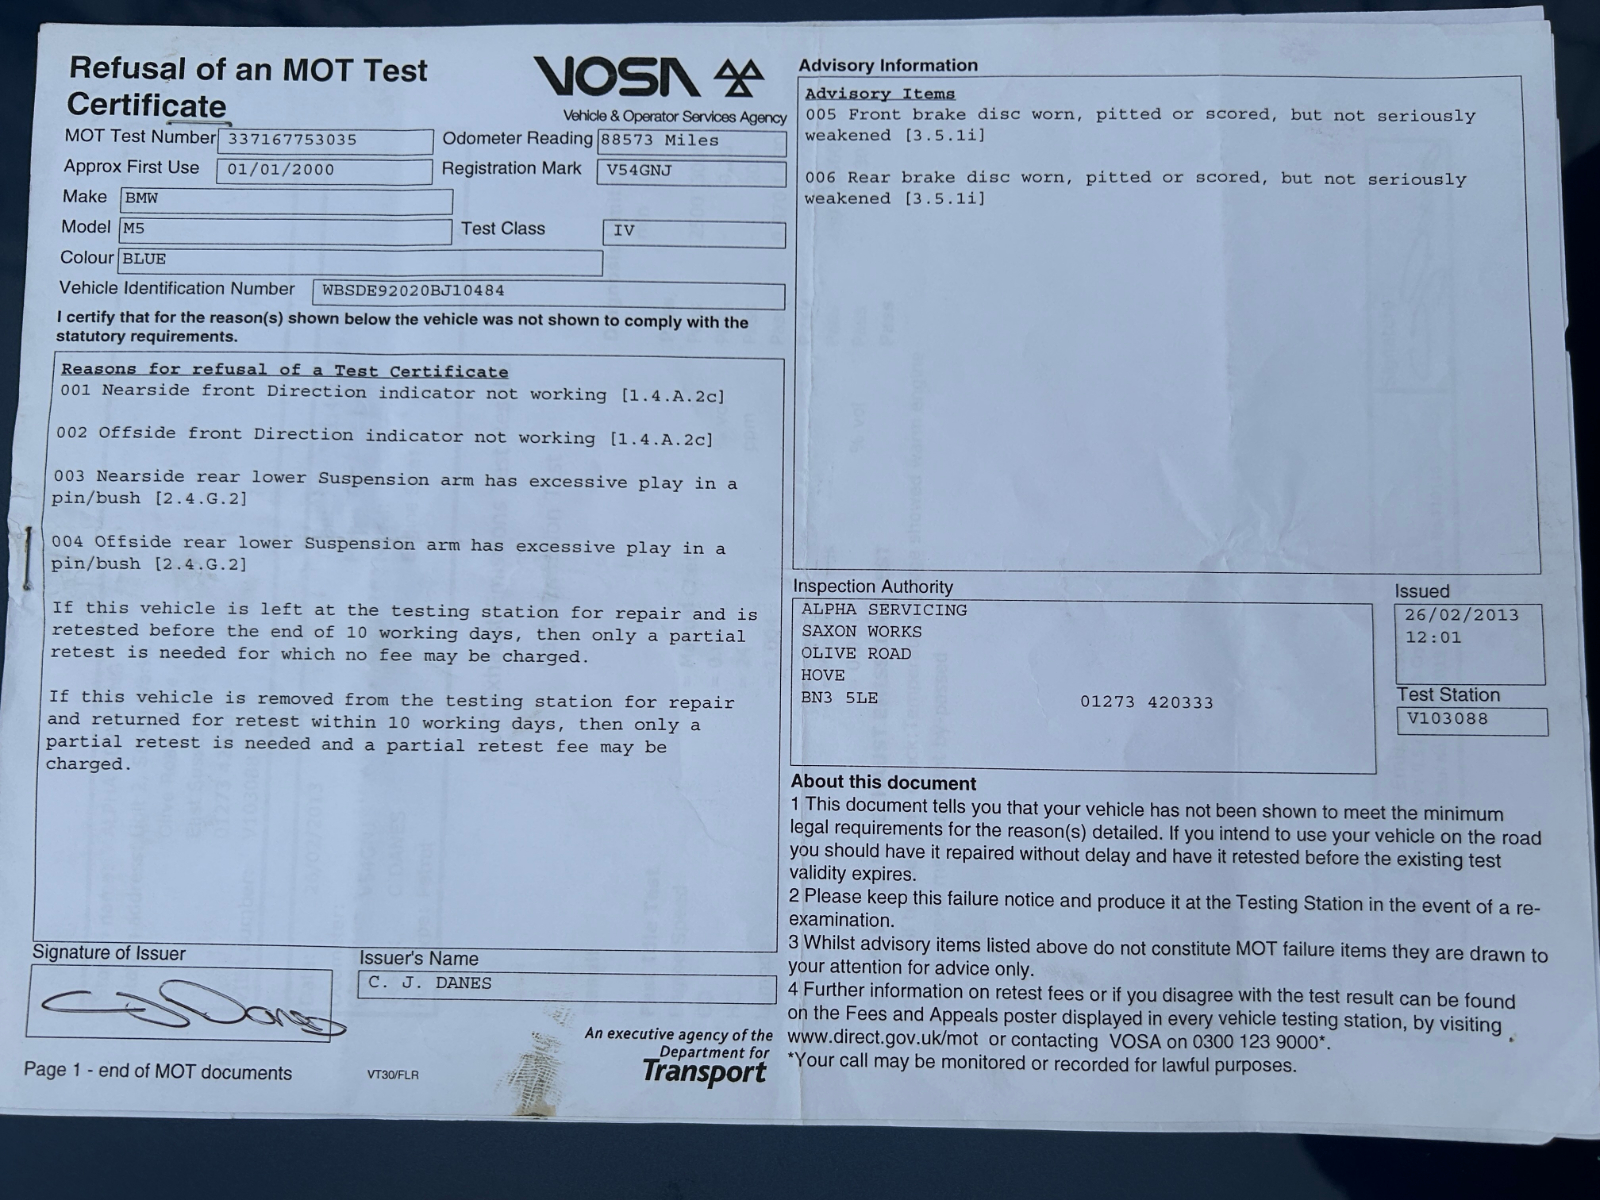 Refusal of an MOT Test
Certificate
VOSA
Vehicle & Operator Services Agency
MOT Test Number 337167753035
Odometer Reading 88573 Miles
Approx First Use 01/01/2000
Registration Mark V54GNJ
Make BMW
Model M5
Test Class IV
Colour BLUE
Vehicle Identification Number WBSDE92020BJ10484
I certify that for the reason(s) shown below the vehicle was not shown to comply with the
statutory requirements.
Reasons for refusal of a Test Certificate
001 Nearside front Direction indicator not working [1.4.A.2c]
002 Offside front Direction indicator not working [1.4.A.2c]
003 Nearside rear lower Suspension arm has excessive play in a
pin/bush [2.4.G.2]
004 Offside rear lower Suspension arm has excessive play in a
pin/bush [2.4.G.2]
If this vehicle is left at the testing station for repair and is
retested before the end of 10 working days, then only a partial
retest is needed for which no fee may be charged.
If this vehicle is removed from the testing station for repair
and returned for retest within 10 working days, then only a
partial retest is needed and a partial retest fee may be
charged.
Signature of Issuer
CJ Danes
Issuer's Name
C. J. DANES
An executive agency of the
Department for
Transport
Page 1 - end of MOT documents
VT30/FLR
Advisory Information
Advisory Items
005 Front brake disc worn, pitted or scored, but not seriously
weakened [3.5.1i]
006 Rear brake disc worn, pitted or scored, but not seriously
weakened [3.5.1i]
Inspection Authority
ALPHA SERVICING
SAXON WORKS
OLIVE ROAD
HOVE
BN3 5LE 01273 420333
Issued
26/02/2013
12:01
Test Station
V103088
About this document
1 This document tells you that your vehicle has not been shown to meet the minimum
legal requirements for the reason(s) detailed. If you intend to use your vehicle on the road
you should have it repaired without delay and have it retested before the existing test
validity expires.
2 Please keep this failure notice and produce it at the Testing Station in the event of a re-
examination.
3 Whilst advisory items listed above do not constitute MOT failure items they are drawn to
your attention for advice only.
4 Further information on retest fees or if you disagree with the test result can be found
on the Fees and Appeals poster displayed in every vehicle testing station, by visiting
www.direct.gov.uk/mot or contacting VOSA on 0300 123 9000*.
*Your call may be monitored or recorded for lawful purposes.